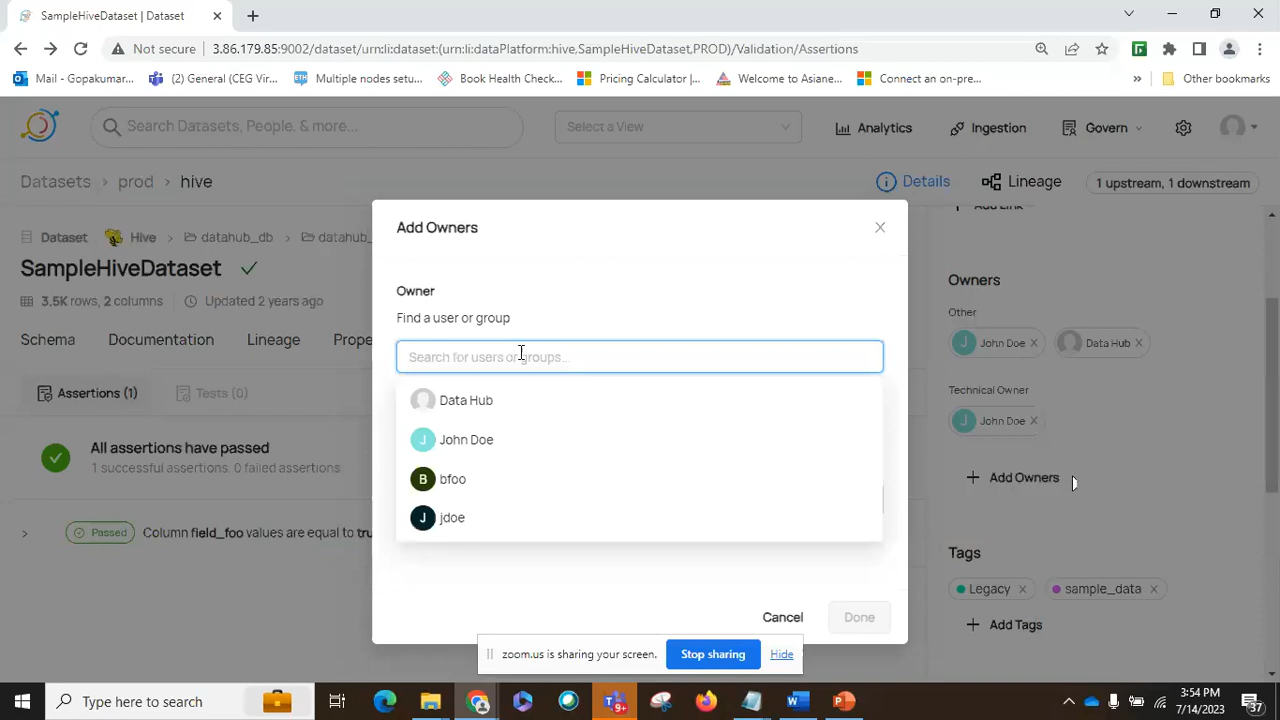 SampleHiveDataset | Dataset
Not secure 3.86.179.85:9002/dataset/urn:li:dataset:(urn:li:dataPlatform:hive,SampleHiveDataset,PROD)/Validation/Assertions
Mail - Gopakumar... (2) General (CEG Vir... ETH Multiple nodes setu... Book Health Check... Pricing Calculator |... Welcome to Asiane... Connect an on-pre... » Other bookmarks
Search Datasets, People, & more... Select a View Analytics Ingestion Govern
Datasets > prod > hive Details Lineage 1 upstream, 1 downstream
Add Link
Add Owners
Dataset Hive > datahub_db > datahub_
SampleHiveDataset
3.5K rows, 2 columns Updated 2 years ago
Schema Documentation Lineage Prope
Assertions (1) Tests (0)
All assertions have passed
1 successful assertions. 0 failed assertions
Passed Column field_foo values are equal to tru
Owner
Find a user or group
Search for users or groups...
Data Hub
John Doe
B bfoo
J jdoe
J
Cancel Done
Owners
Other
J John Doe Data Hub
Technical Owner
J John Doe
Add Owners
Tags
Legacy sample_data
Add Tags
zoom.us is sharing your screen. Stop sharing Hide
Type here to search
9+
3:54 PM
7/14/2023
37